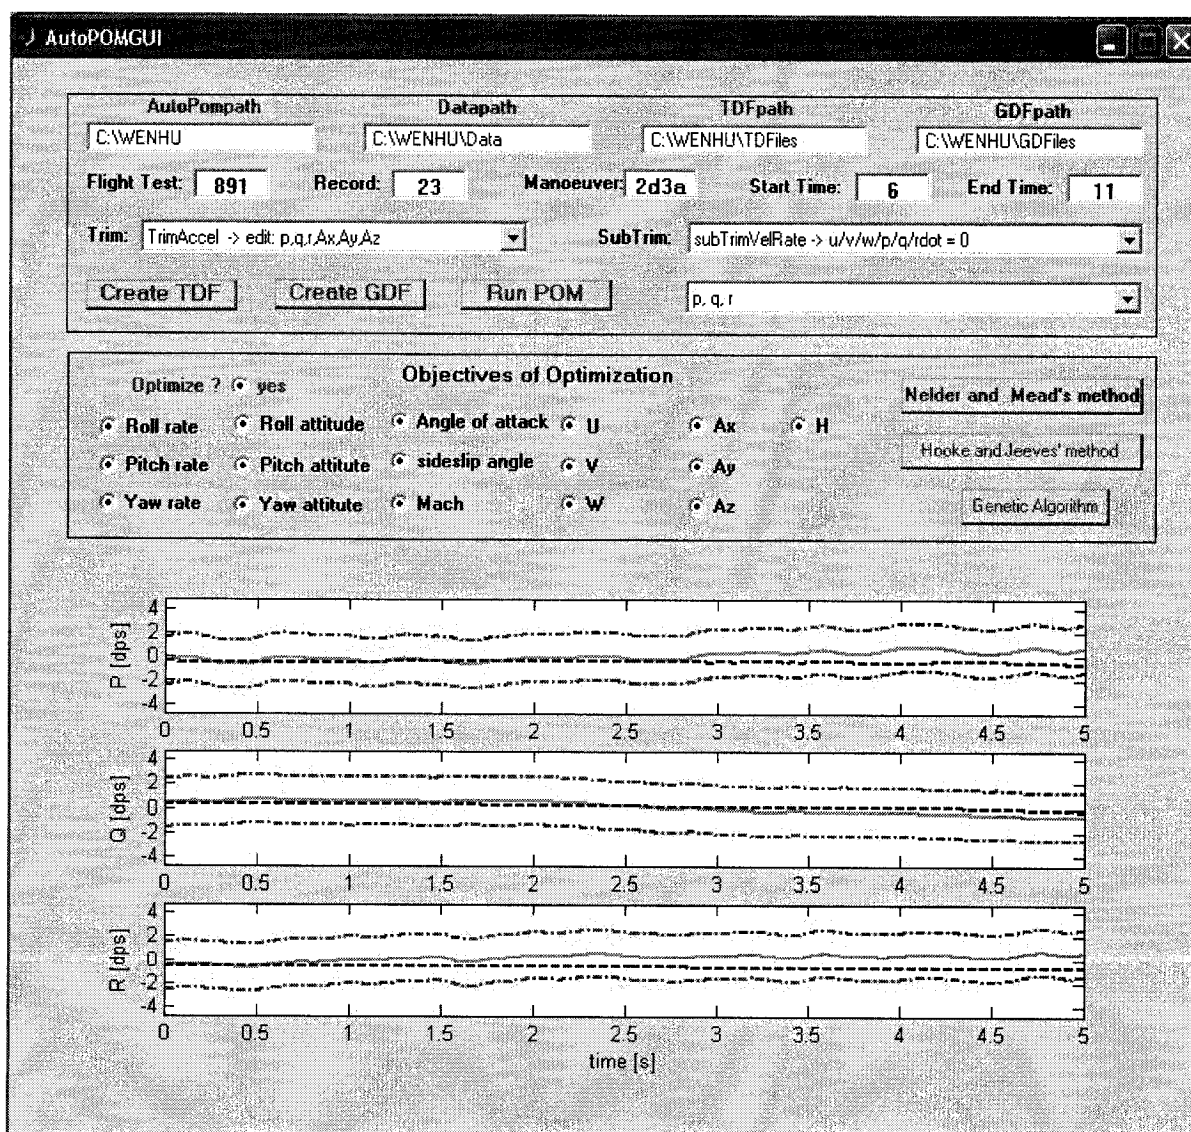 AutoPOMGUI
AutoPompath Datapath TDFpath GDFpath
C:\WENHU C:\WENHU\Data C:\WENHU\TDFiles C:\WENHU\GDFiles
Flight Test: 891 Record: 23 Manoeuver: 2d3a Start Time: 6 End Time: 11
Trim: TrimAccel -> edit: p,q,r,Ax,Ay,Az SubTrim: subTrimVelRate -> u/v/w/p/q/rdot = 0
Create TDF Create GDF Run POM p, q, r
Optimize ? yes Objectives of Optimization
Nelder and Mead's method
Roll rate Roll attitude Angle of attack U Ax H
Hooke and Jeeves' method
Pitch rate Pitch attitute sideslip angle V Ay
Yaw rate Yaw attitute Mach W Az
Genetic Algorithm
P [dps]
4
2
0
-2
-4
0 0.5 1 1.5 2 2.5 3 3.5 4 4.5 5
Q [dps]
4
2
0
-2
-4
0 0.5 1 1.5 2 2.5 3 3.5 4 4.5 5
R [dps]
4
2
0
-2
-4
0 0.5 1 1.5 2 2.5 3 3.5 4 4.5 5
time [s]